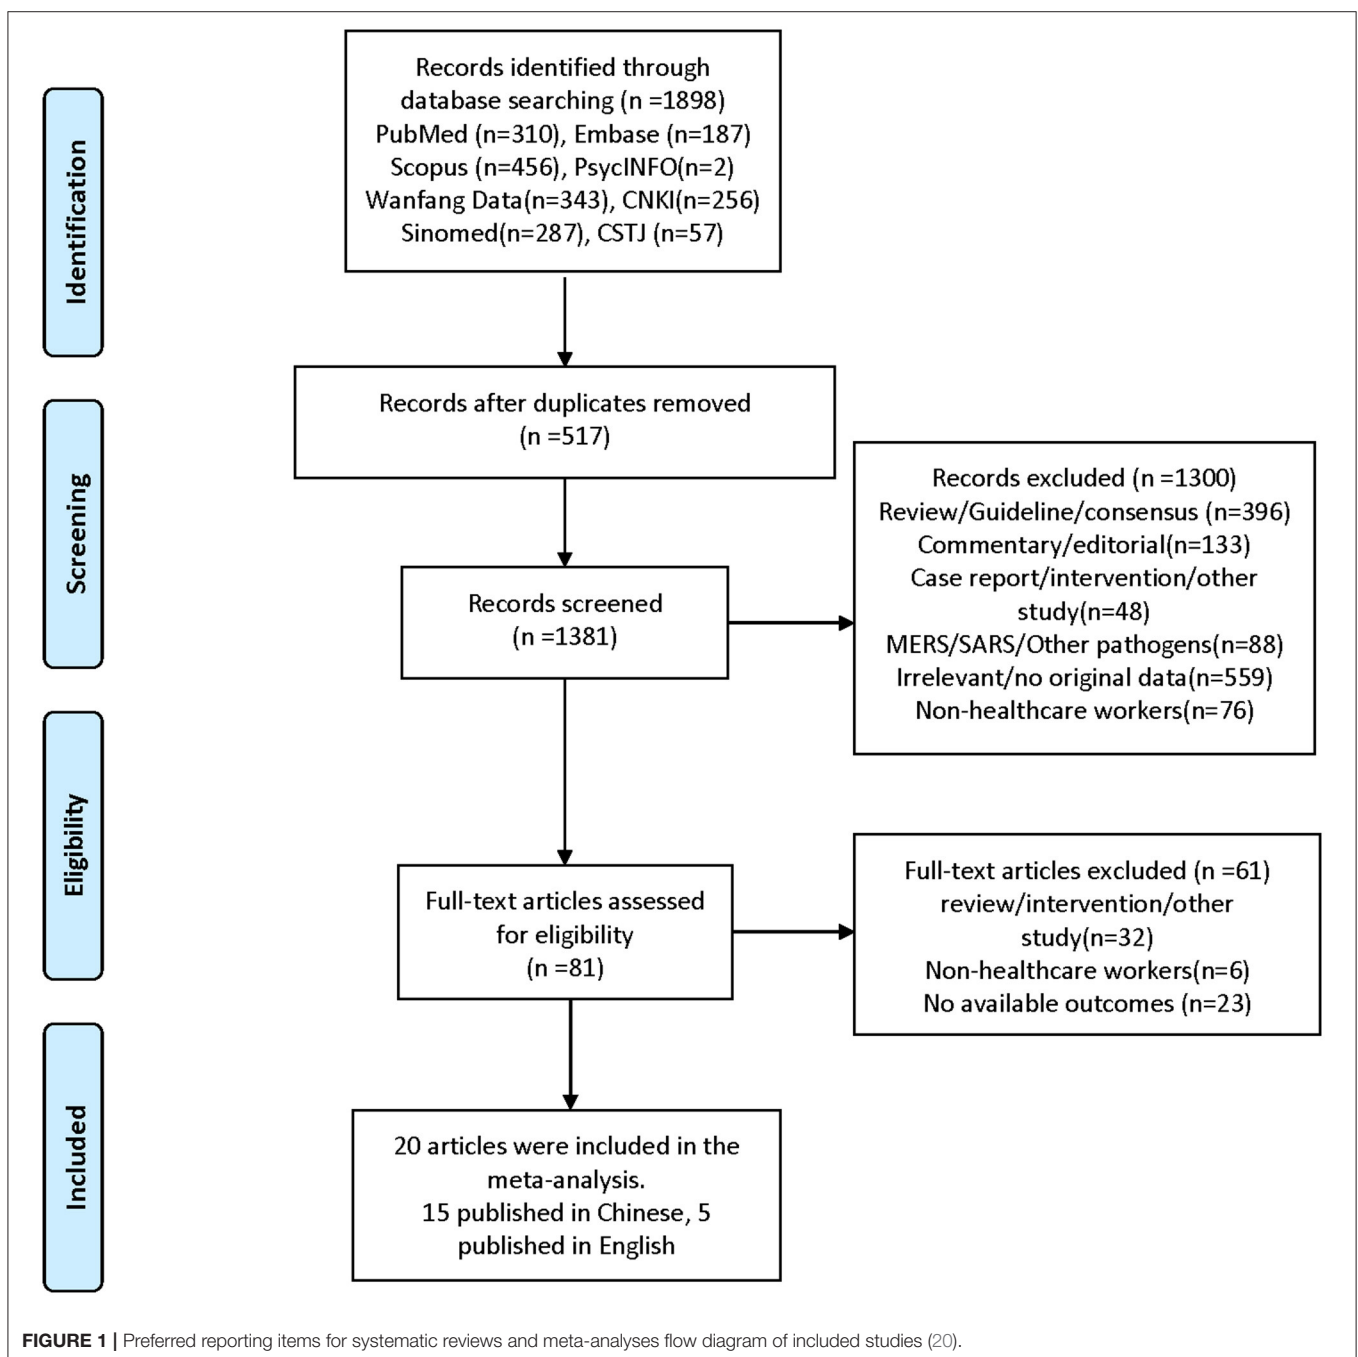 Identification
Records identified through
database searching (n =1898)
PubMed (n=310), Embase (n=187)
Scopus (n=456), PsycINFO(n=2)
Wanfang Data(n=343), CNKI(n=256)
Sinomed(n=287), CSTJ (n=57)
Screening
Records after duplicates removed
(n =517)
Records screened
(n =1381)
Records excluded (n =1300)
Review/Guideline/consensus (n=396)
Commentary/editorial(n=133)
Case report/intervention/other
study(n=48)
MERS/SARS/Other pathogens(n=88)
Irrelevant/no original data(n=559)
Non-healthcare workers(n=76)
Eligibility
Full-text articles assessed
for eligibility
(n =81)
Full-text articles excluded (n =61)
review/intervention/other
study(n=32)
Non-healthcare workers(n=6)
No available outcomes (n=23)
Included
20 articles were included in the
meta-analysis.
15 published in Chinese, 5
published in English
FIGURE 1 | Preferred reporting items for systematic reviews and meta-analyses flow diagram of included studies (20).